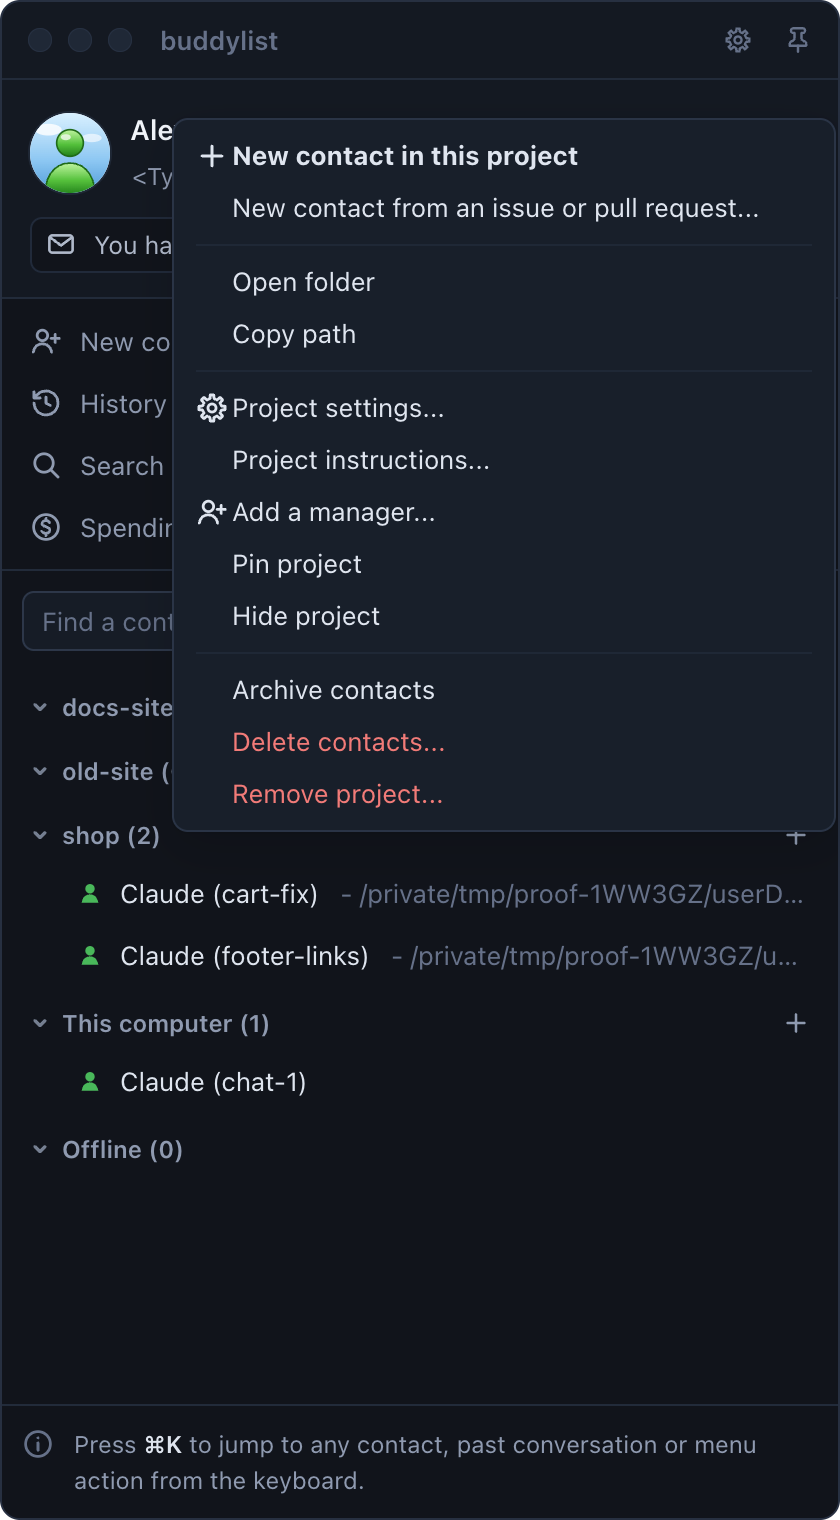 buddylist
Ale
<Ty
New contact in this project
New contact from an issue or pull request...
You ha
Open folder
Copy path
New co
History
Search
Spendin
Project settings...
Project instructions...
Add a manager...
Pin project
Hide project
Find a cont
Archive contacts
Delete contacts...
Remove project...
docs-site
old-site (
shop (2)
Claude (cart-fix) - /private/tmp/proof-1WW3GZ/userD...
Claude (footer-links) - /private/tmp/proof-1WW3GZ/u...
This computer (1)
Claude (chat-1)
Offline (0)
Press ⌘K to jump to any contact, past conversation or menu
action from the keyboard.